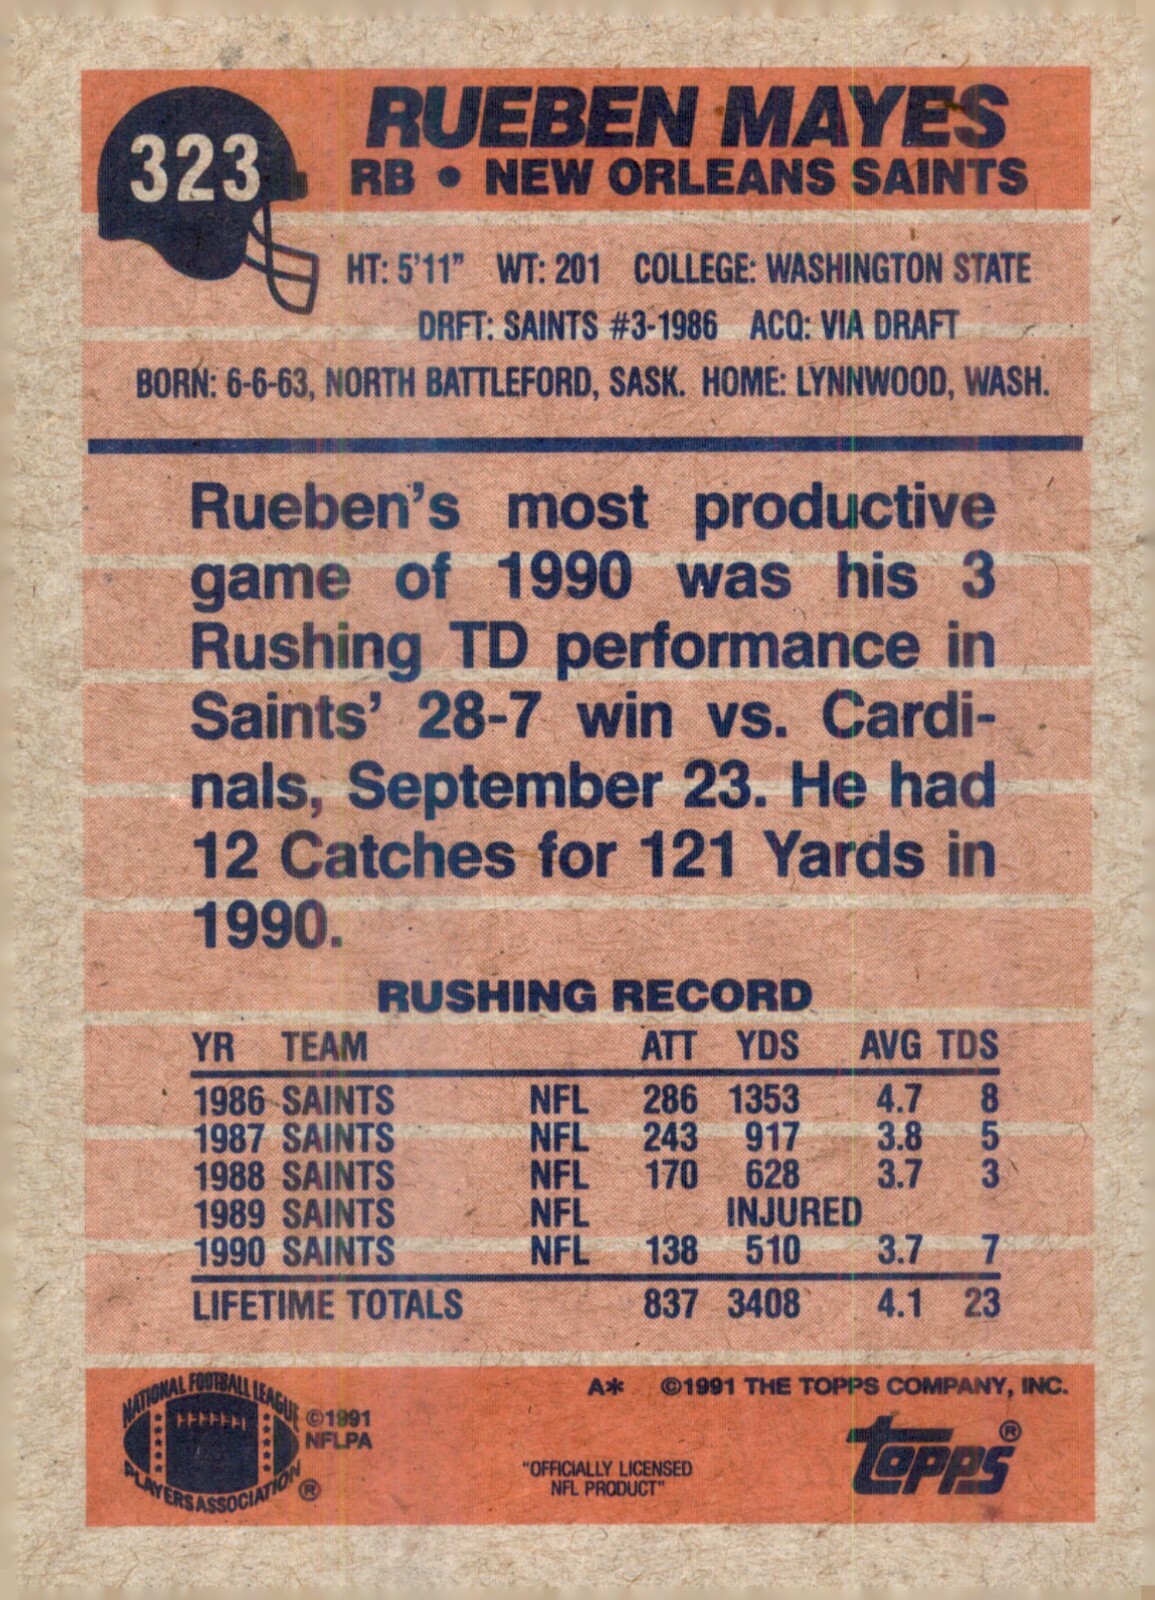 323
RUEBEN MAYES
RB • NEW ORLEANS SAINTS
HT: 5'11" WT: 201 COLLEGE: WASHINGTON STATE
DRFT: SAINTS #3-1986 ACQ: VIA DRAFT
BORN: 6-6-63, NORTH BATTLEFORD, SASK. HOME: LYNNWOOD, WASH.
Rueben's most productive
game of 1990 was his 3
Rushing TD performance in
Saints' 28-7 win vs. Cardi-
nals, September 23. He had
12 Catches for 121 Yards in
1990.
RUSHING RECORD
YR TEAM ATT YDS AVG TDS
1986 SAINTS NFL 286 1353 4.7 8
1987 SAINTS NFL 243 917 3.8 5
1988 SAINTS NFL 170 628 3.7 3
1989 SAINTS NFL INJURED
1990 SAINTS NFL 138 510 3.7 7
LIFETIME TOTALS 837 3408 4.1 23
NATIONAL FOOTBALL LEAGUE
PLAYERS ASSOCIATION ®
©1991
NFLPA
A* ©1991 THE TOPPS COMPANY, INC.
"OFFICIALLY LICENSED
NFL PRODUCT"
topps ®